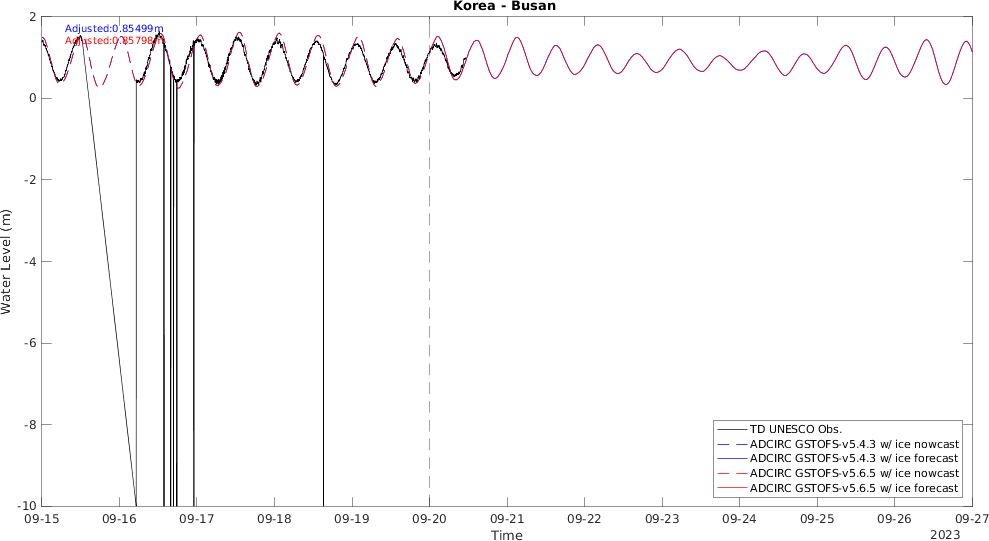 Korea - Busan
Adjusted:0.85499m
Adjusted:0.85798m
Water Level (m)
2
0
-2
-4
-6
-8
-10
TD UNESCO Obs.
ADCIRC GSTOFS-v5.4.3 w/ ice nowcast
ADCIRC GSTOFS-v5.4.3 w/ ice forecast
ADCIRC GSTOFS-v5.6.5 w/ ice nowcast
ADCIRC GSTOFS-v5.6.5 w/ ice forecast
09-15 09-16 09-17 09-18 09-19 09-20 09-21 09-22 09-23 09-24 09-25 09-26 09-27
Time
2023